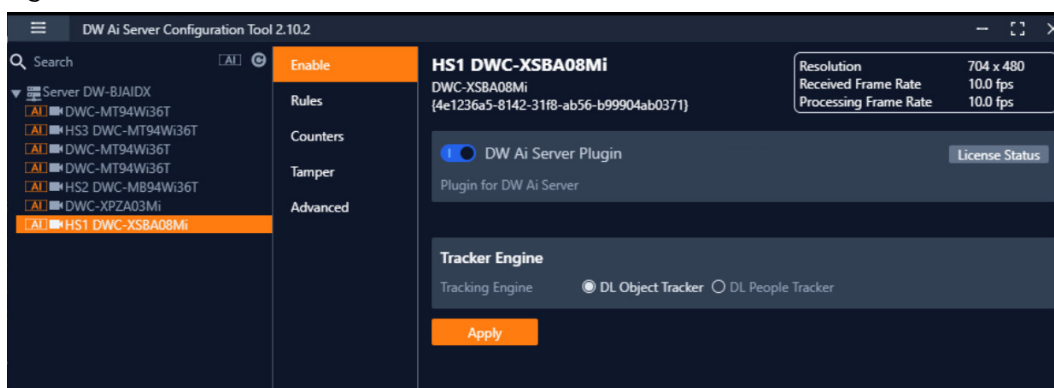 DW Ai Server Configuration Tool 2.10.2
Search
AI
Server DW-BJAIDX
AI DWC-MT94Wi36T
AI HS3 DWC-MT94Wi36T
AI DWC-MT94Wi36T
AI DWC-MT94Wi36T
AI HS2 DWC-MB94Wi36T
AI DWC-XPZA03Mi
AI HS1 DWC-XSBA08Mi
Enable
Rules
Counters
Tamper
Advanced
HS1 DWC-XSBA08Mi
DWC-XSBA08Mi
{4e1236a5-8142-31f8-ab56-b99904ab0371}
Resolution 704 x 480
Received Frame Rate 10.0 fps
Processing Frame Rate 10.0 fps
DW Ai Server Plugin
License Status
Plugin for DW Ai Server
Tracker Engine
Tracking Engine DL Object Tracker DL People Tracker
Apply